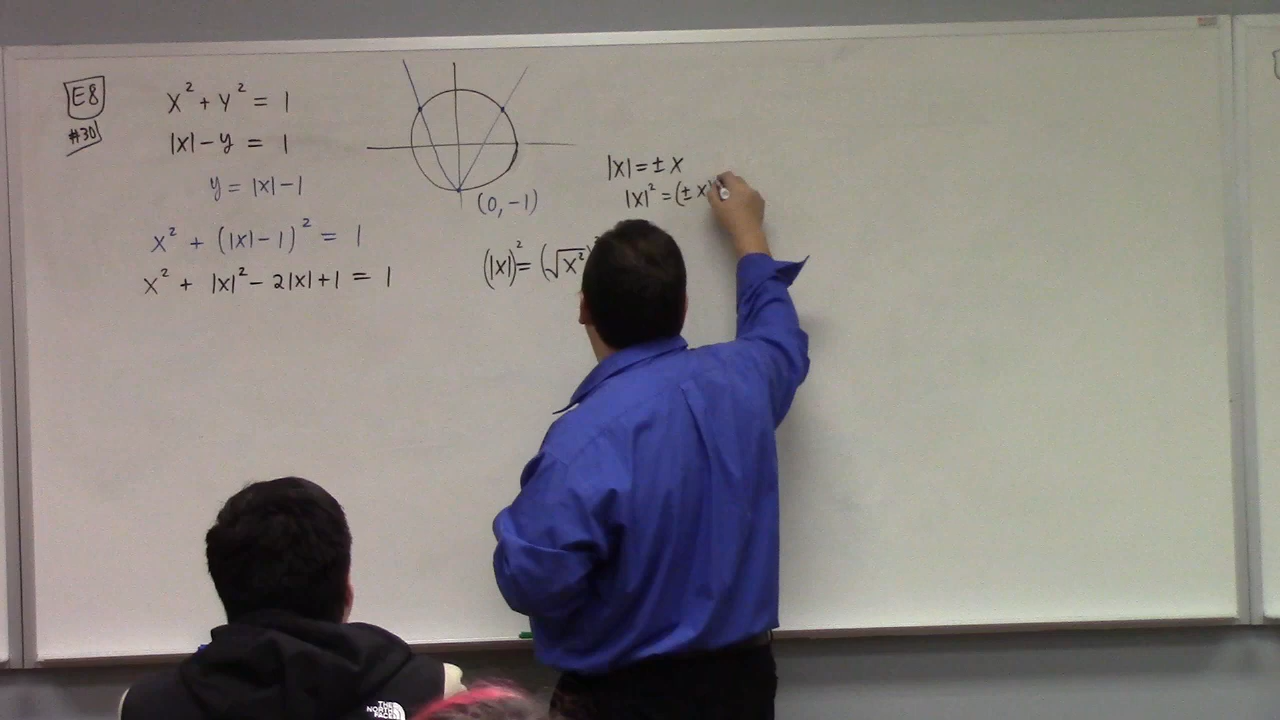 E8
#30
x² + y² = 1
|x| - y = 1
y = |x| - 1
x² + (|x| - 1)² = 1
x² + |x|² - 2|x| + 1 = 1
(0, -1)
|x| = ± x
|x|² = (± x)
(|x|)² = (√x²)
THE NORTH FACE